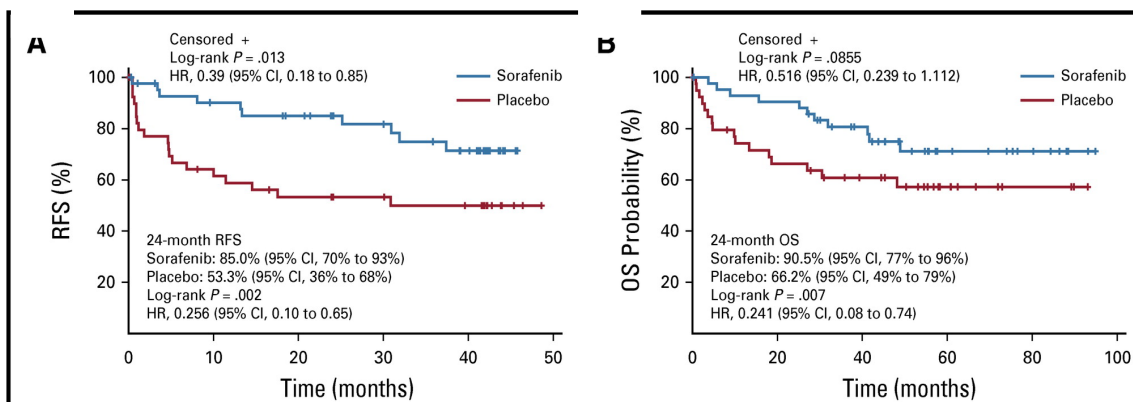 A
Censored +
Log-rank P = .013
HR, 0.39 (95% CI, 0.18 to 0.85)
Sorafenib
Placebo
RFS (%)
100
80
60
40
20
24-month RFS
Sorafenib: 85.0% (95% CI, 70% to 93%)
Placebo: 53.3% (95% CI, 36% to 68%)
Log-rank P = .002
HR, 0.256 (95% CI, 0.10 to 0.65)
0 10 20 30 40 50
Time (months)
B
Censored +
Log-rank P = .0855
HR, 0.516 (95% CI, 0.239 to 1.112)
Sorafenib
Placebo
OS Probability (%)
100
80
60
40
20
24-month OS
Sorafenib: 90.5% (95% CI, 77% to 96%)
Placebo: 66.2% (95% CI, 49% to 79%)
Log-rank P = .007
HR, 0.241 (95% CI, 0.08 to 0.74)
0 20 40 60 80 100
Time (months)